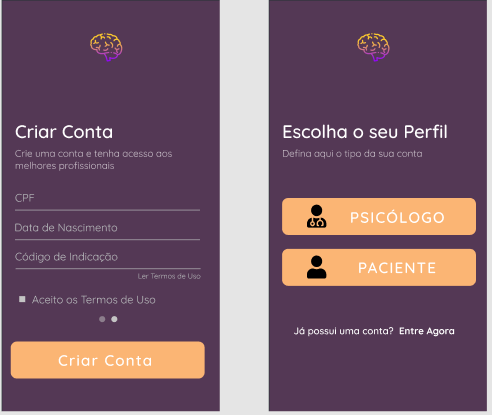 Criar Conta
Crie uma conta e tenha acesso aos
melhores profissionais
CPF
Data de Nascimento
Código de Indicação
Ler Termos de Uso
Aceito os Termos de Uso
Criar Conta
Escolha o seu Perfil
Defina aqui o tipo da sua conta
PSICÓLOGO
PACIENTE
Já possui uma conta? Entre Agora